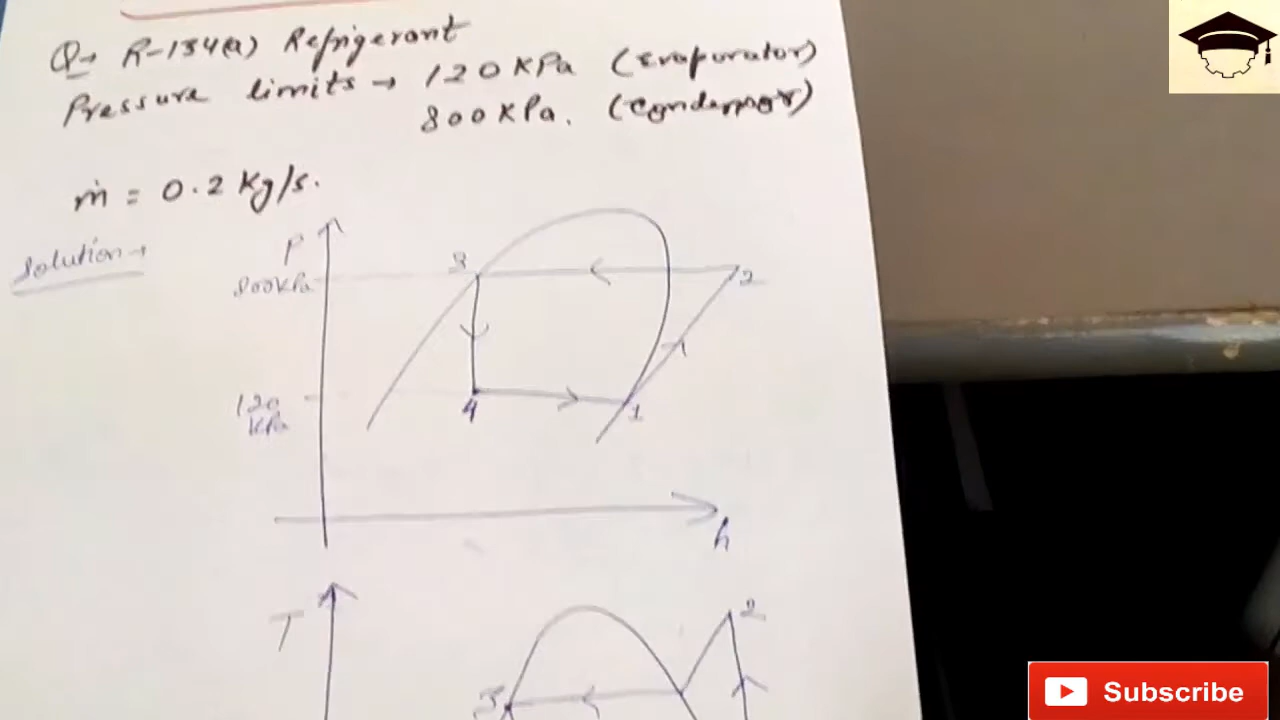 Q→ R-134(a) Refrigerant
Pressure limits → 120 KPa (Evaporator)
800 KPa. (Condensor)
ṁ = 0.2 Kg/s.
Solution →
P
3
2
800KPa
120
KPa
4
1
h
T
2
3
Subscribe